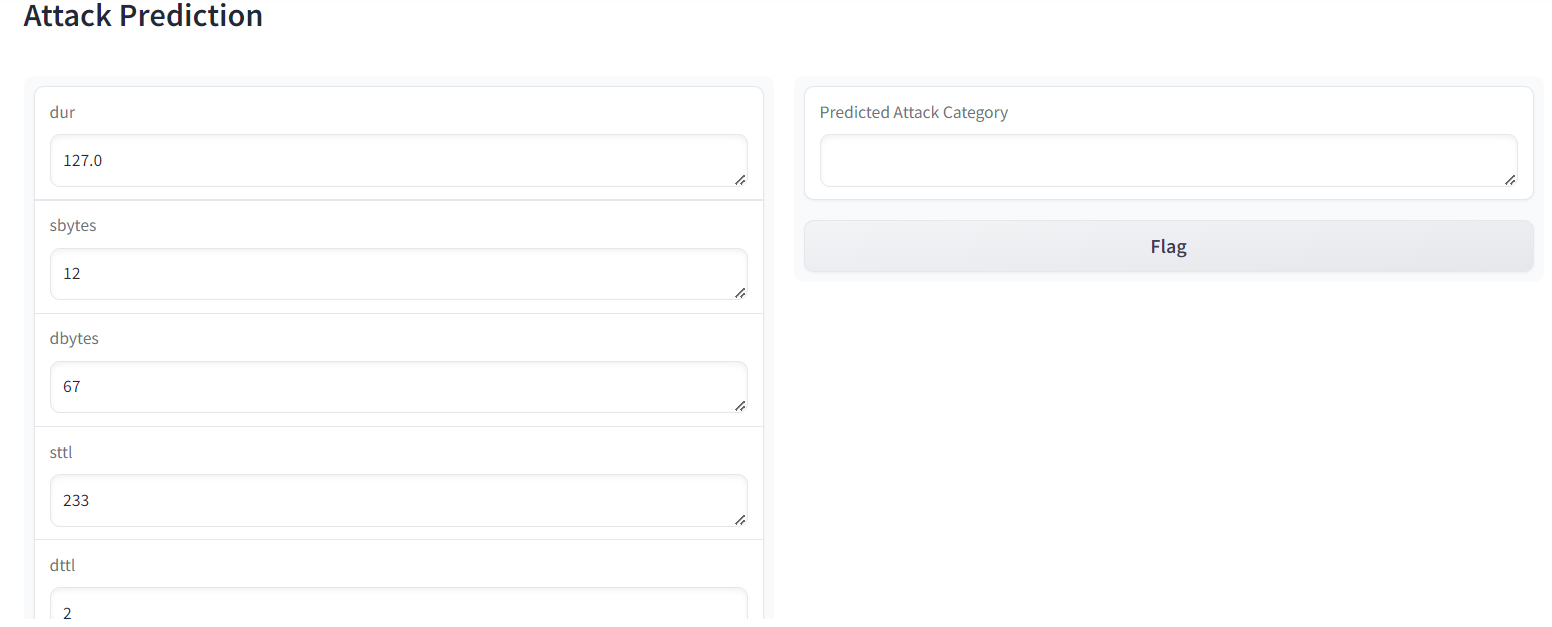 Attack Prediction
dur
127.0
sbytes
12
dbytes
67
sttl
233
dttl
2
Predicted Attack Category
Flag